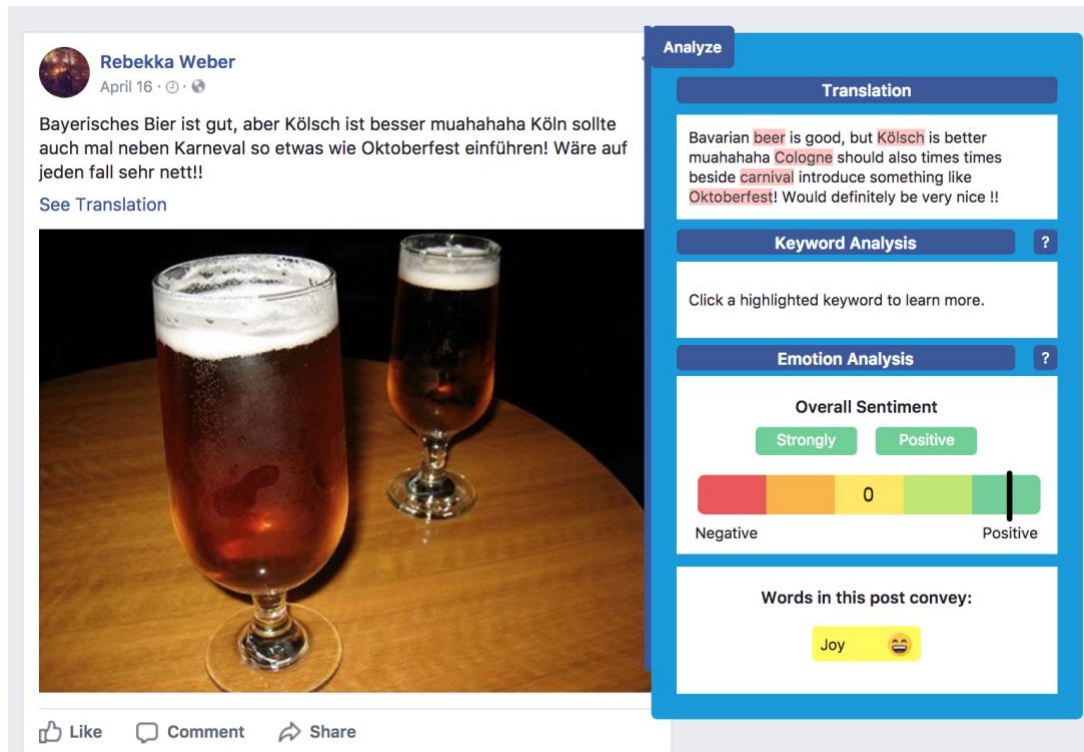 Rebekka Weber
April 16
Bayerisches Bier ist gut, aber Kölsch ist besser muahahaha Köln sollte
auch mal neben Karneval so etwas wie Oktoberfest einführen! Wäre auf
jeden fall sehr nett!!
See Translation
Like Comment Share
Analyze
Translation
Bavarian beer is good, but Kölsch is better
muahahaha Cologne should also times times
beside carnival introduce something like
Oktoberfest! Would definitely be very nice !!
Keyword Analysis ?
Click a highlighted keyword to learn more.
Emotion Analysis ?
Overall Sentiment
Strongly Positive
0
Negative Positive
Words in this post convey:
Joy